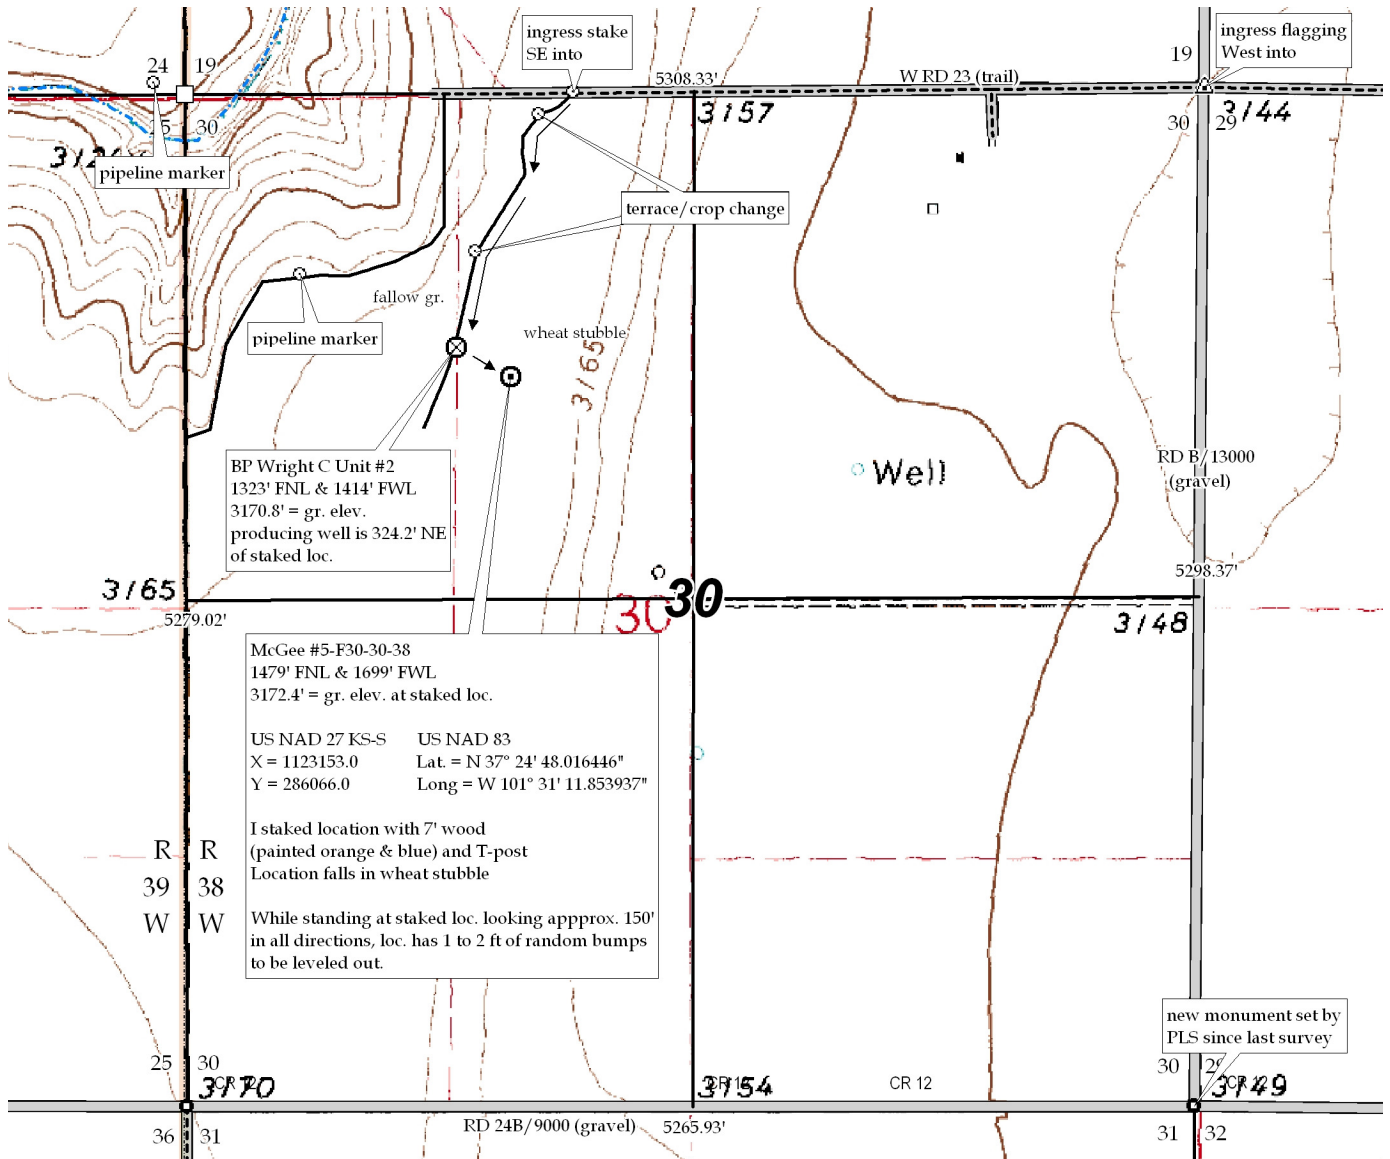 ingress stake
SE into
ingress flagging
West into
24
19
19
5308.33'
W RD 23 (trail)
3157
3144
30
30
29
pipeline marker
terrace/crop change
fallow gr.
wheat stubble
pipeline marker
3165
RD B/13000
(gravel)
Well
BP Wright C Unit #2
1323' FNL & 1414' FWL
3170.8' = gr. elev.
producing well is 324.2' NE
of staked loc.
5298.37'
3165
30
30
5279.02'
3148
McGee #5-F30-30-38
1479' FNL & 1699' FWL
3172.4' = gr. elev. at staked loc.
US NAD 27 KS-S US NAD 83
X = 1123153.0 Lat. = N 37° 24' 48.016446"
Y = 286066.0 Long = W 101° 31' 11.853937"
I staked location with 7' wood
(painted orange & blue) and T-post
Location falls in wheat stubble
While standing at staked loc. looking appprox. 150'
in all directions, loc. has 1 to 2 ft of random bumps
to be leveled out.
R R
39 38
W W
new monument set by
PLS since last survey
25 30
30
3170
3154
CR 12
3149
36 31
RD 24B/9000 (gravel)
5265.93'
31 32